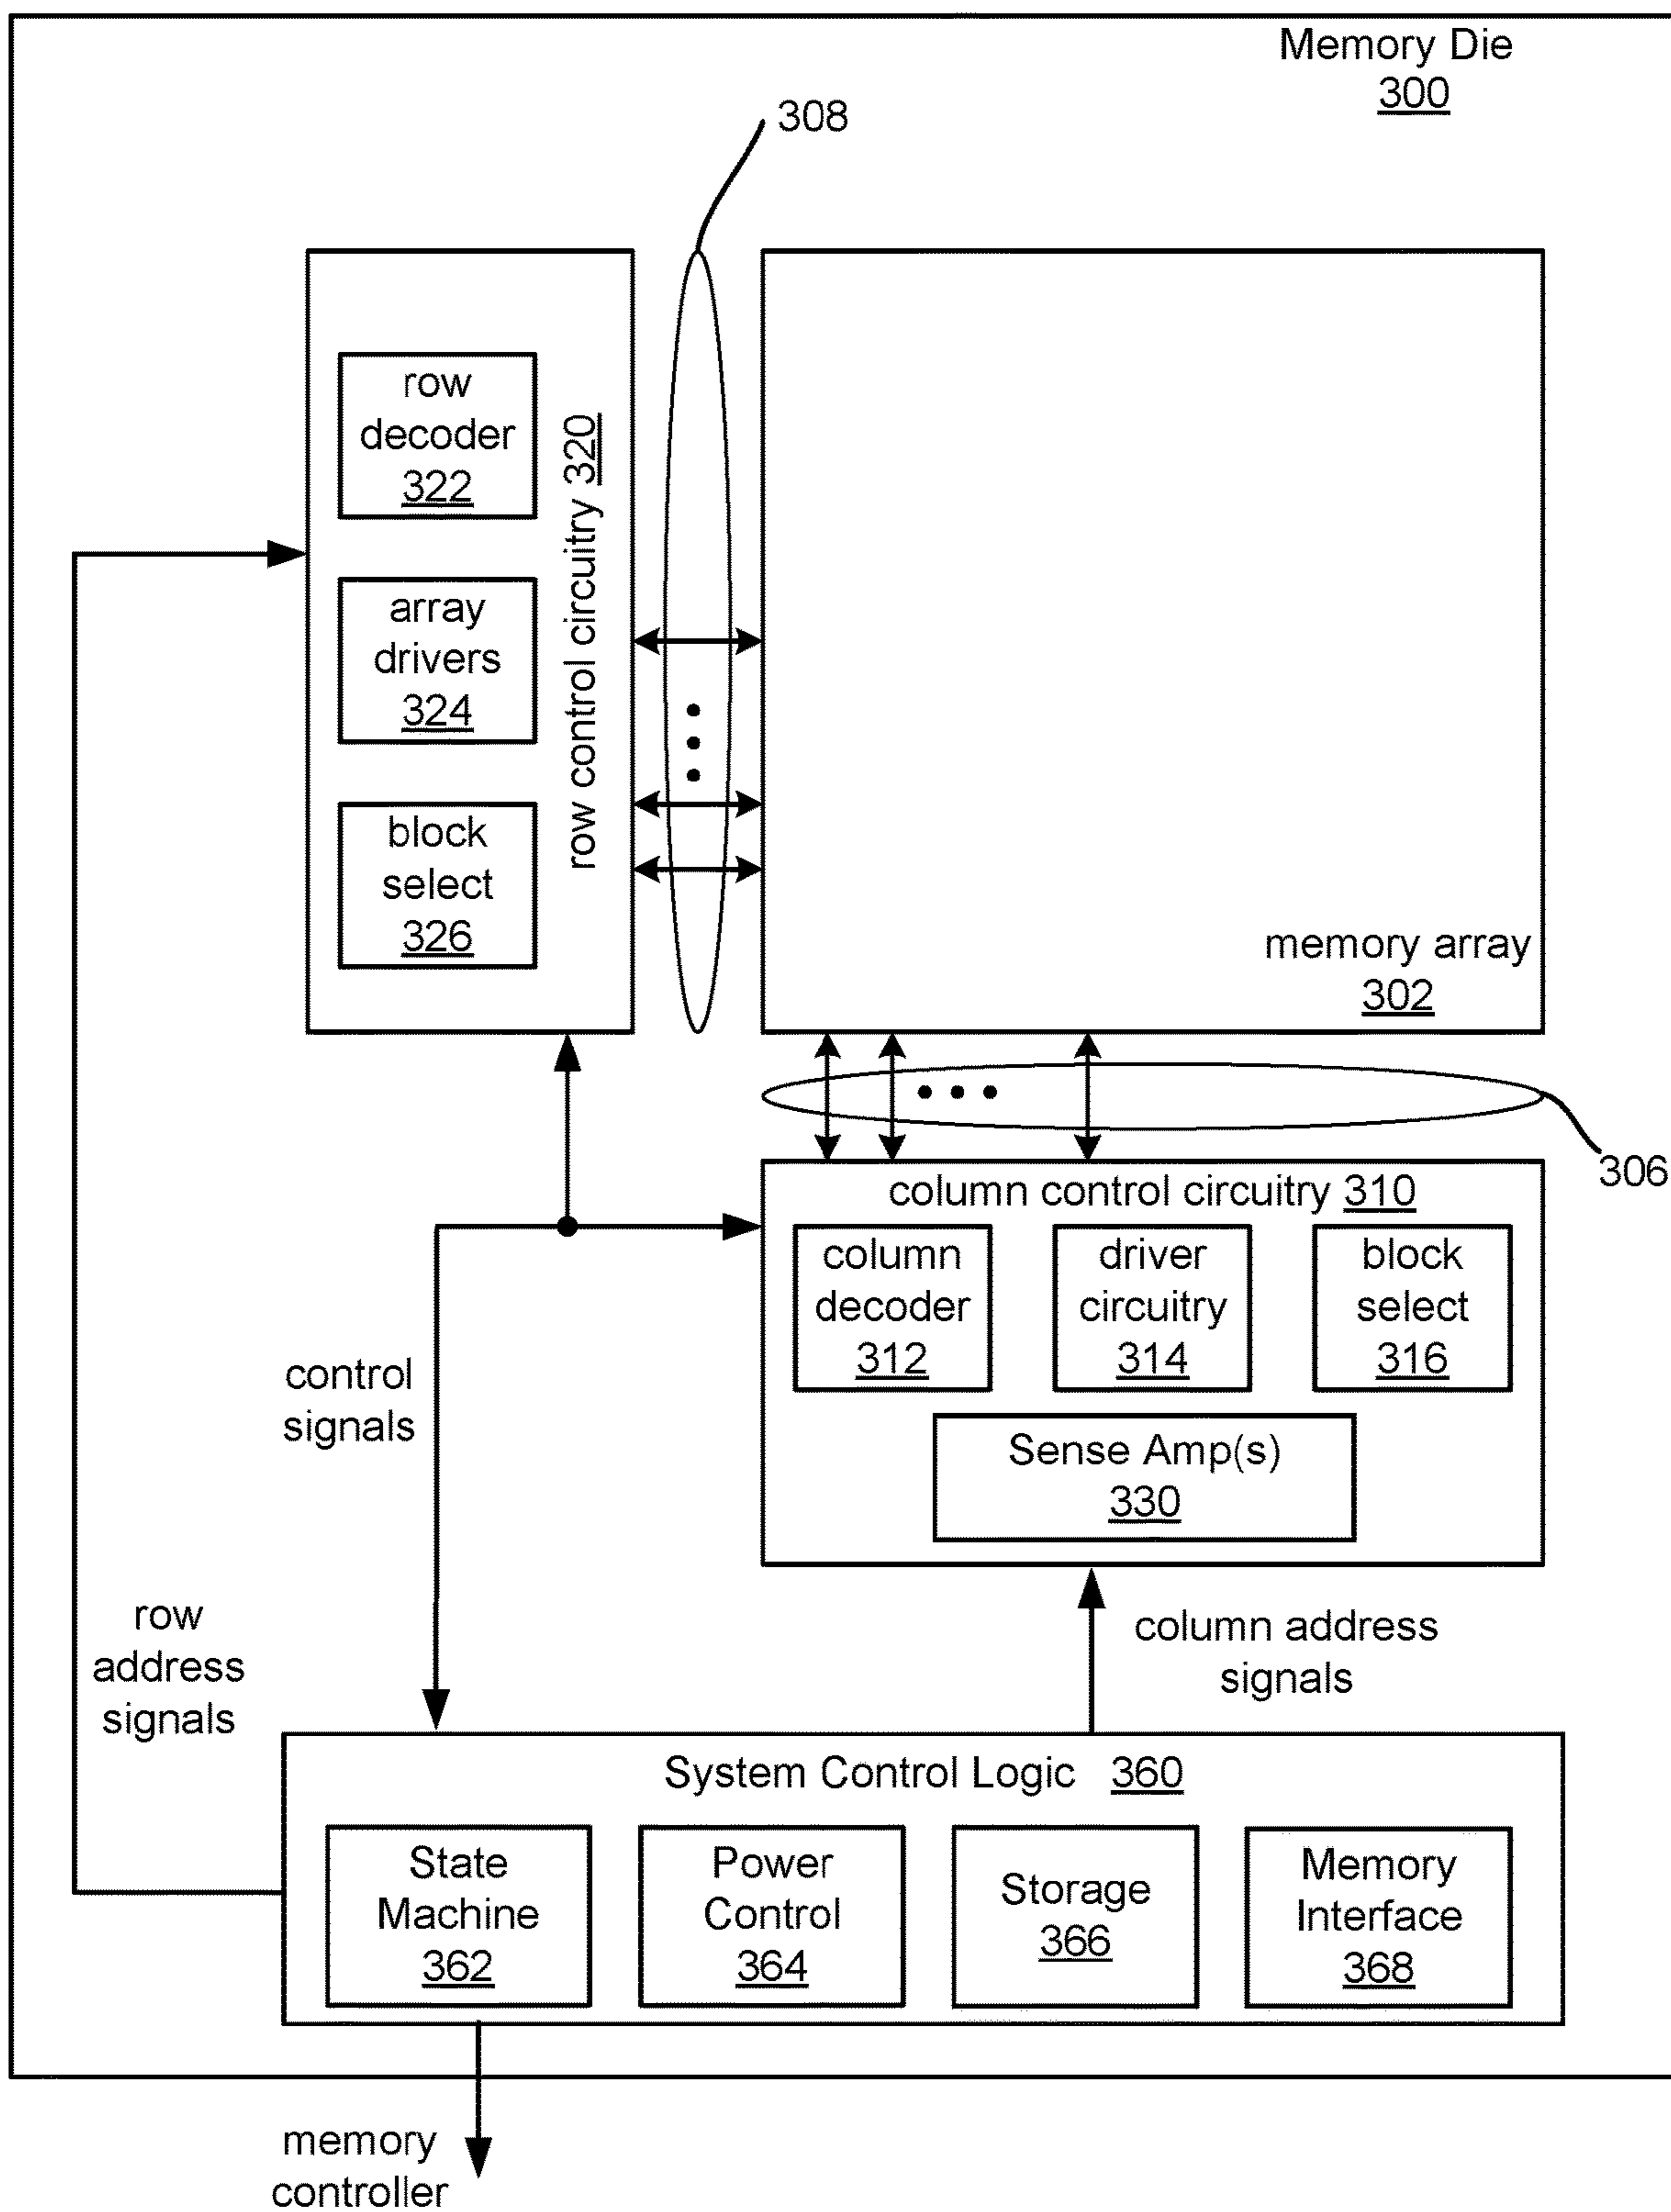 Memory Die
300
308
row
decoder
322
array
drivers
324
block
select
326
row control circuitry 320
memory array
302
306
column control circuitry 310
column
decoder
312
driver
circuitry
314
block
select
316
Sense Amp(s)
330
control
signals
row
address
signals
column address
signals
System Control Logic 360
State
Machine
362
Power
Control
364
Storage
366
Memory
Interface
368
memory
controller